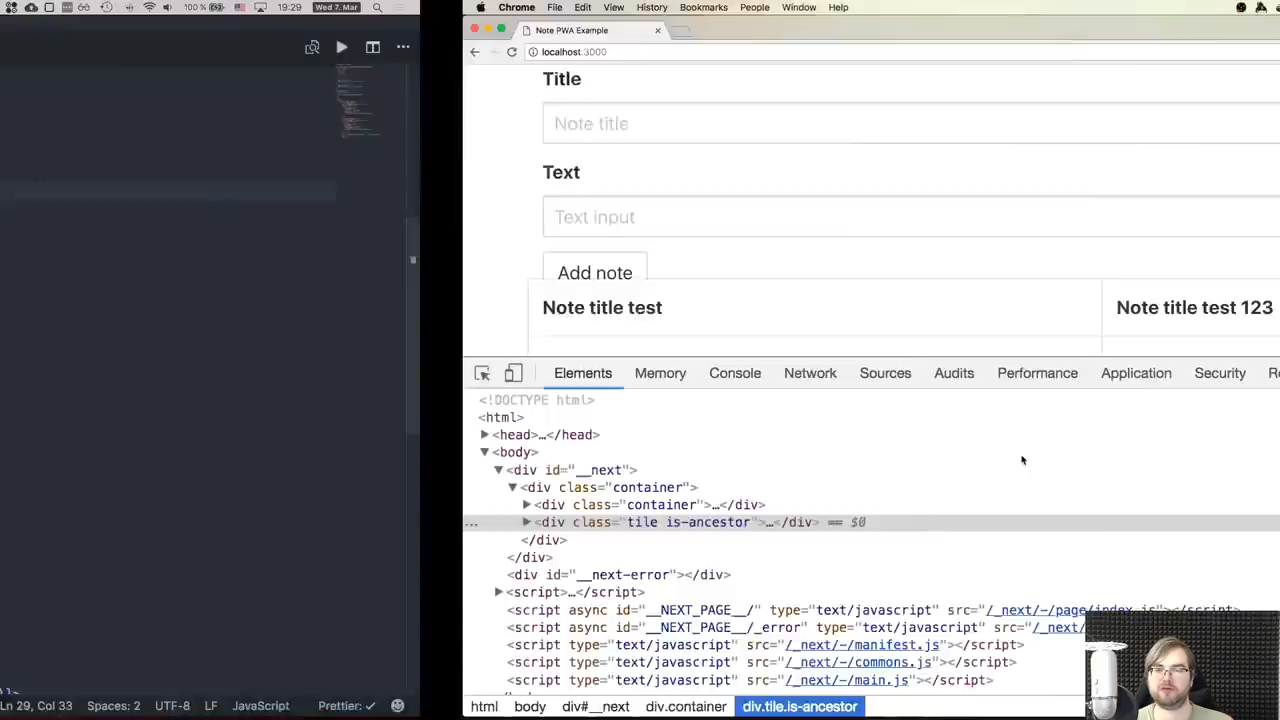 100 %
19:29
Wed 7. Mar
Chrome File Edit View History Bookmarks People Window Help
Note PWA Example
localhost:3000
Title
Note title
Text
Text input
Add note
Note title test
Note title test 123
Elements Memory Console Network Sources Audits Performance Application Security
<!DOCTYPE html>
<html>
<head>…</head>
<body>
<div id="__next">
<div class="container">
<div class="container">…</div>
… <div class="tile is-ancestor">…</div> == $0
</div>
</div>
<div id="__next-error"></div>
<script>…</script>
<script async id="__NEXT_PAGE__/" type="text/javascript" src="/_next/-/page/index.js"></script>
<script async id="__NEXT_PAGE__/_error" type="text/javascript" src="/_next/
<script type="text/javascript" src="/_next/-/manifest.js"></script>
<script type="text/javascript" src="/_next/-/commons.js"></script>
<script type="text/javascript" src="/_next/-/main.js"></script>
html body div#__next div.container div.tile.is-ancestor
Ln 29, Col 33 Spaces: 2 UTF-8 LF JavaScript Prettier: ✓